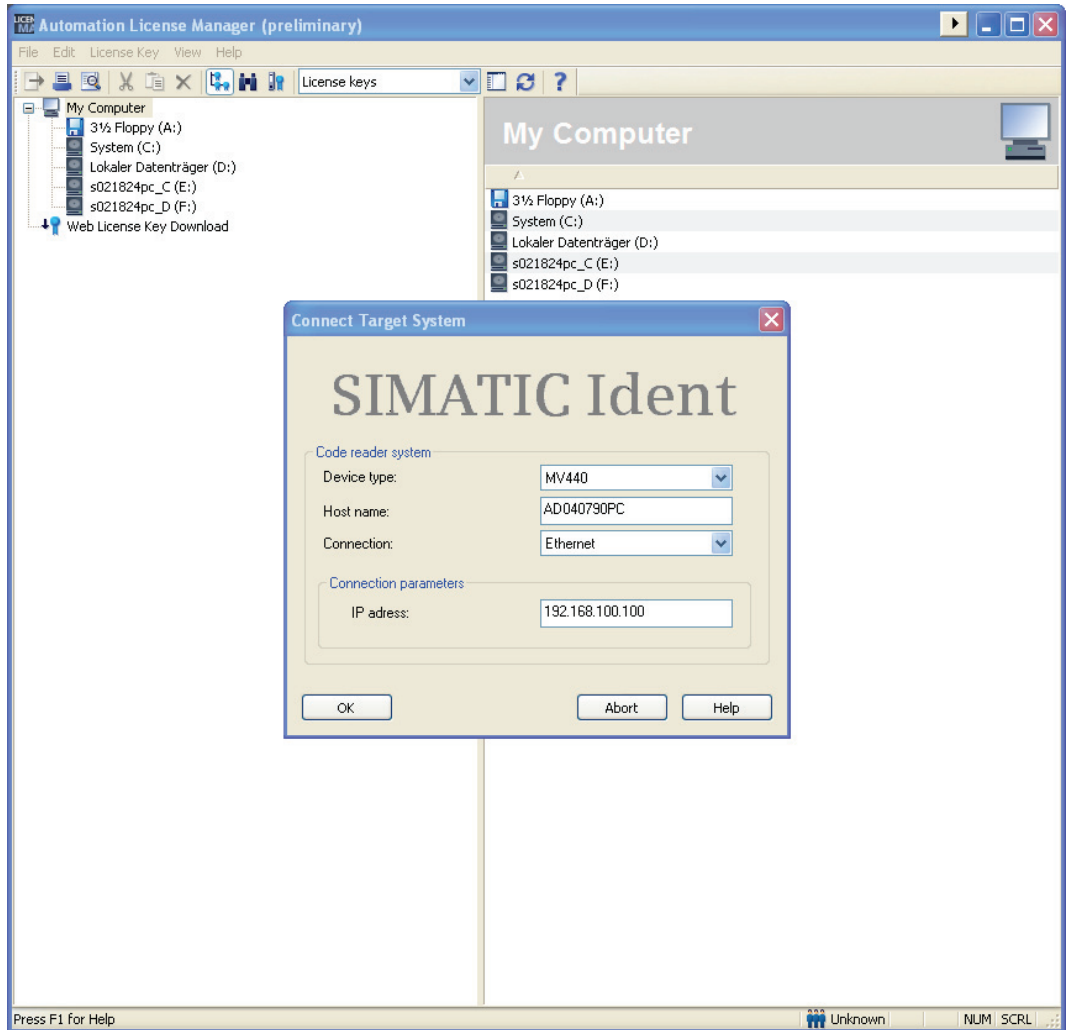 Automation License Manager (preliminary)
File Edit License Key View Help
License keys
My Computer
3½ Floppy (A:)
System (C:)
Lokaler Datenträger (D:)
s021824pc_C (E:)
s021824pc_D (F:)
Web License Key Download
My Computer
3½ Floppy (A:)
System (C:)
Lokaler Datenträger (D:)
s021824pc_C (E:)
s021824pc_D (F:)
Connect Target System
SIMATIC Ident
Code reader system
Device type: MV440
Host name: AD040790PC
Connection: Ethernet
Connection parameters
IP adress: 192.168.100.100
OK Abort Help
Press F1 for Help Unknown NUM SCRL